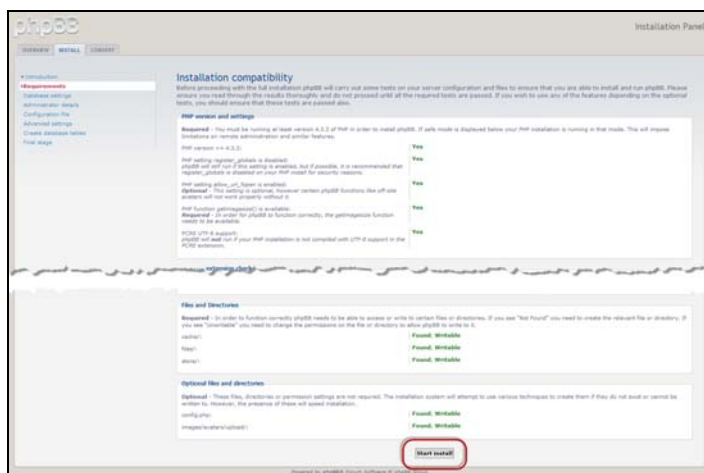 phpBB
Installation Panel
OVERVIEW INSTALL CONVERT
Introduction
Requirements
Database settings
Administrator details
Configuration file
Advanced settings
Create database tables
Final stage
Installation compatibility
Before proceeding with the full installation phpBB will carry out some tests on your server configuration and files to ensure that you are able to install and run phpBB. Please
ensure you read through the results thoroughly and do not proceed until all the required tests are passed. If you wish to use any of the features depending on the optional
tests, you should ensure that these tests are passed also.
PHP version and settings
Required - You must be running at least version 4.3.3 of PHP in order to install phpBB. If safe mode is displayed below your PHP installation is running in that mode. This will impose
limitations on remote administration and similar features.
PHP version >= 4.3.3:
Yes
PHP setting register_globals is disabled:
Yes
phpBB will still run if this setting is enabled, but if possible, it is recommended that
register_globals is disabled on your PHP install for security reasons.
PHP setting allow_url_fopen is enabled:
Yes
Optional - This setting is optional, however certain phpBB functions like off-site
avatars will not work properly without it.
PHP function getimagesize() is available:
Yes
Required - In order for phpBB to function correctly, the getimagesize function
needs to be available.
PCRE UTF-8 support:
Yes
phpBB will not run if your PHP installation is not compiled with UTF-8 support in the
PCRE extension.
Files and Directories
Required - In order to function correctly phpBB needs to be able to access or write to certain files or directories. If you see "Not Found" you need to create the relevant file or directory. If
you see "Unwritable" you need to change the permissions on the file or directory to allow phpBB to write to it.
cache/:
Found, Writable
files/:
Found, Writable
store/:
Found, Writable
Optional files and directories
Optional - These files, directories or permission settings are not required. The installation system will attempt to use various techniques to create them if they do not exist or cannot be
written to. However, the presence of these will speed installation.
config.php:
Found, Writable
images/avatars/upload/:
Found, Writable
Start install